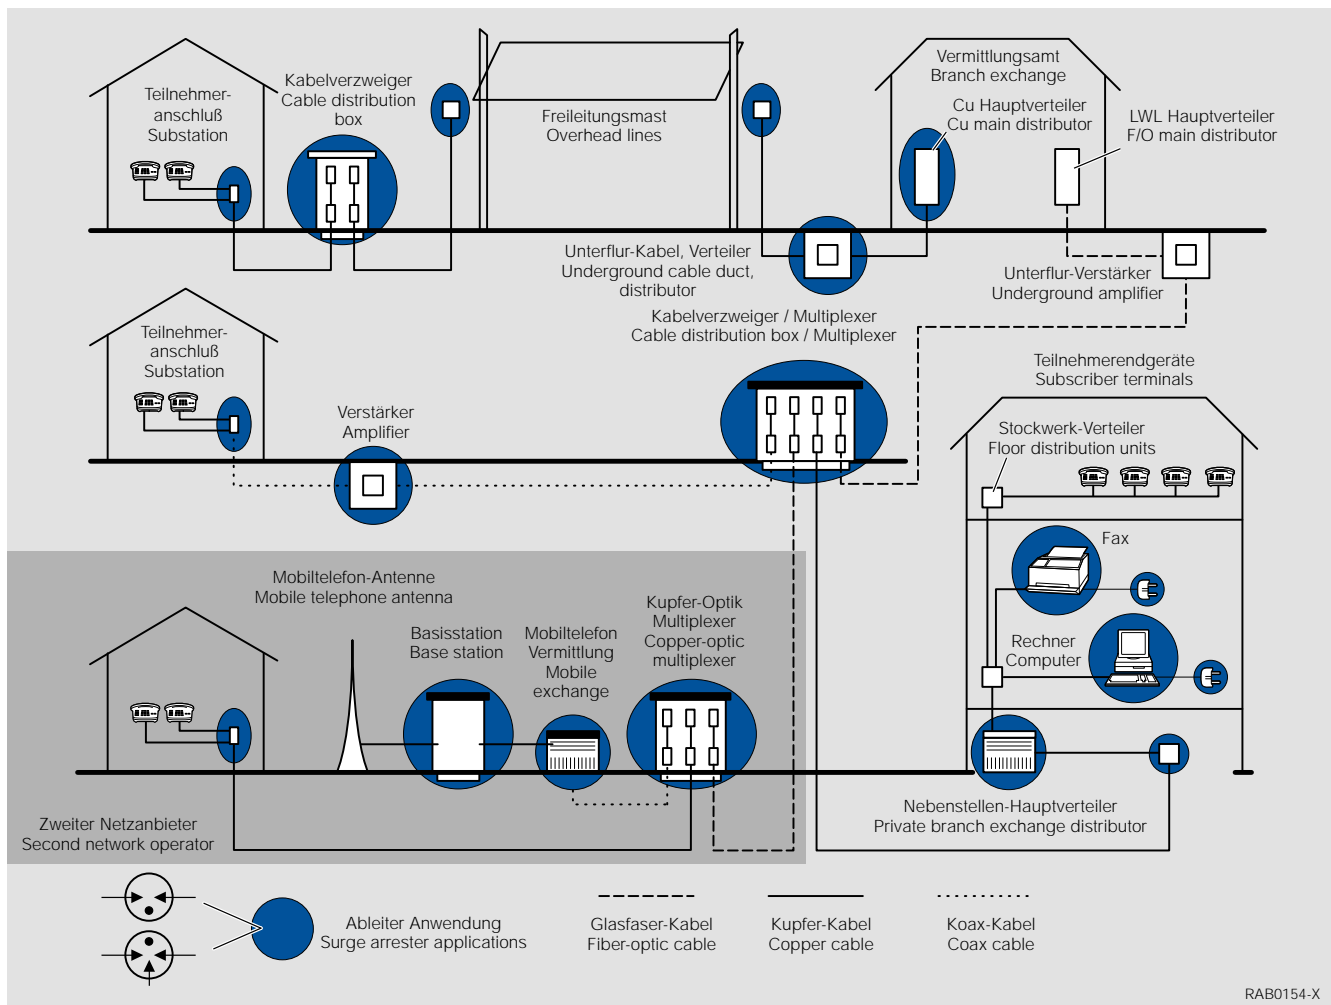 Teilnehmer-
anschluß
Substation
Kabelverzweiger
Cable distribution
box
Freileitungsmast
Overhead lines
Vermittlungsamt
Branch exchange
Cu Hauptverteiler
Cu main distributor
LWL Hauptverteiler
F/O main distributor
Unterflur-Kabel, Verteiler
Underground cable duct,
distributor
Unterflur-Verstärker
Underground amplifier
Teilnehmer-
anschluß
Substation
Verstärker
Amplifier
Kabelverzweiger / Multiplexer
Cable distribution box / Multiplexer
Teilnehmerendgeräte
Subscriber terminals
Stockwerk-Verteiler
Floor distribution units
Fax
Rechner
Computer
Nebenstellen-Hauptverteiler
Private branch exchange distributor
Mobiltelefon-Antenne
Mobile telephone antenna
Basisstation
Base station
Mobiltelefon
Vermittlung
Mobile
exchange
Kupfer-Optik
Multiplexer
Copper-optic
multiplexer
Zweiter Netzanbieter
Second network operator
Ableiter Anwendung
Surge arrester applications
Glasfaser-Kabel
Fiber-optic cable
Kupfer-Kabel
Copper cable
Koax-Kabel
Coax cable
RAB0154-X